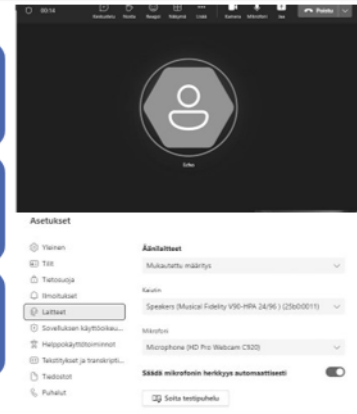 00:14
Keskustelu Nosta Reagoi Näkymä Lisää Kamera Mikrofoni Jaa Poistu
Echo
Asetukset
Yleinen
Tilit
Tietosuoja
Ilmoitukset
Laitteet
Sovelluksen käyttöoikeu...
Helppokäyttötoiminnot
Tekstitykset ja transkripti...
Tiedostot
Puhelut
Äänilaitteet
Mukautettu määritys
Kaiutin
Speakers (Musical Fidelity V90-HPA 24/96 ) (25b0:0011)
Mikrofoni
Microphone (HD Pro Webcam C920)
Säädä mikrofonin herkkyys automaattisesti
Soita testipuhelu